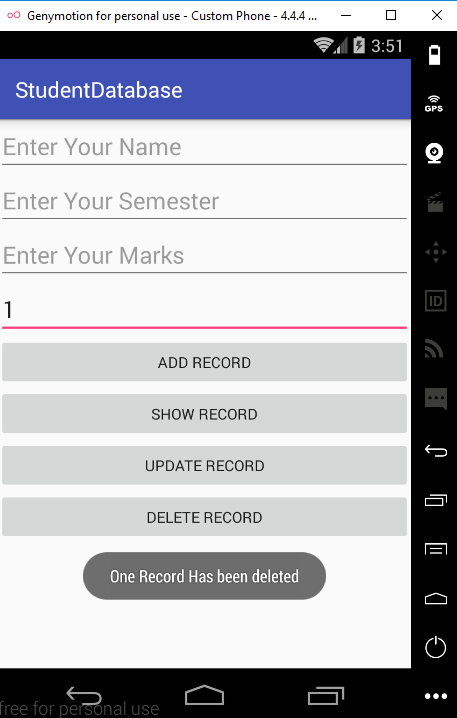 Genymotion for personal use - Custom Phone - 4.4.4 ...
3:51
StudentDatabase
GPS
Enter Your Name
Enter Your Semester
Enter Your Marks
ID
1
ADD RECORD
SHOW RECORD
UPDATE RECORD
DELETE RECORD
One Record Has been deleted
free for personal use